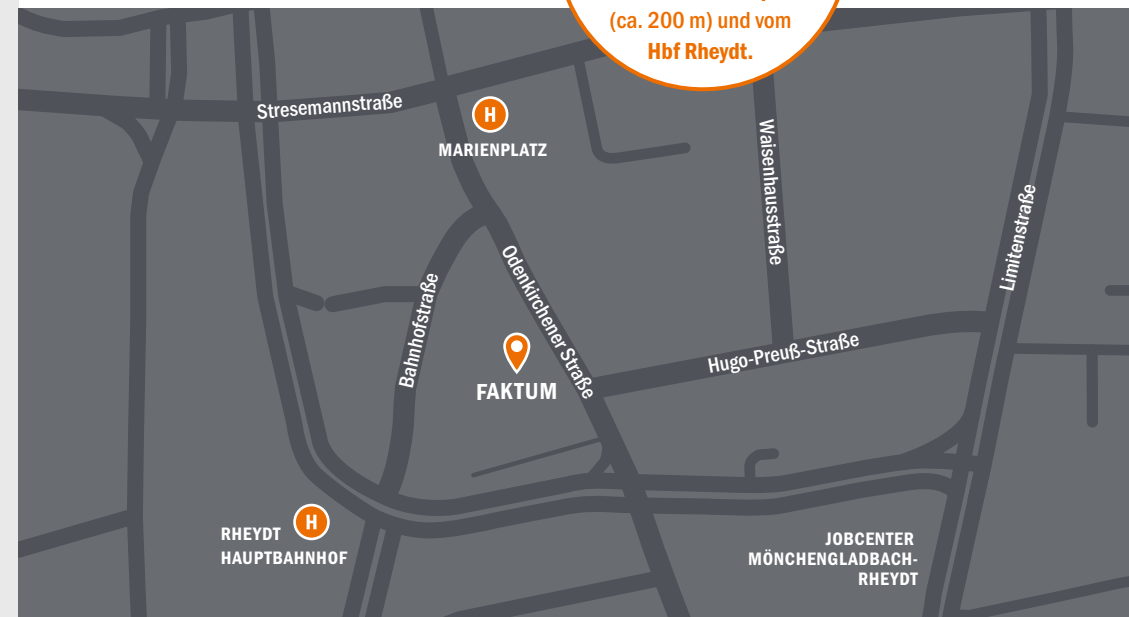 (ca. 200 m) und vom
Hbf Rheydt.
Stresemannstraße
H
MARIENPLATZ
Waisenhausstraße
Limitenstraße
Odenkirchener Straße
Bahnhofstraße
Hugo-Preuß-Straße
FAKTUM
H
RHEYDT
HAUPTBAHNHOF
JOBCENTER
MÖNCHENGLADBACH-
RHEYDT